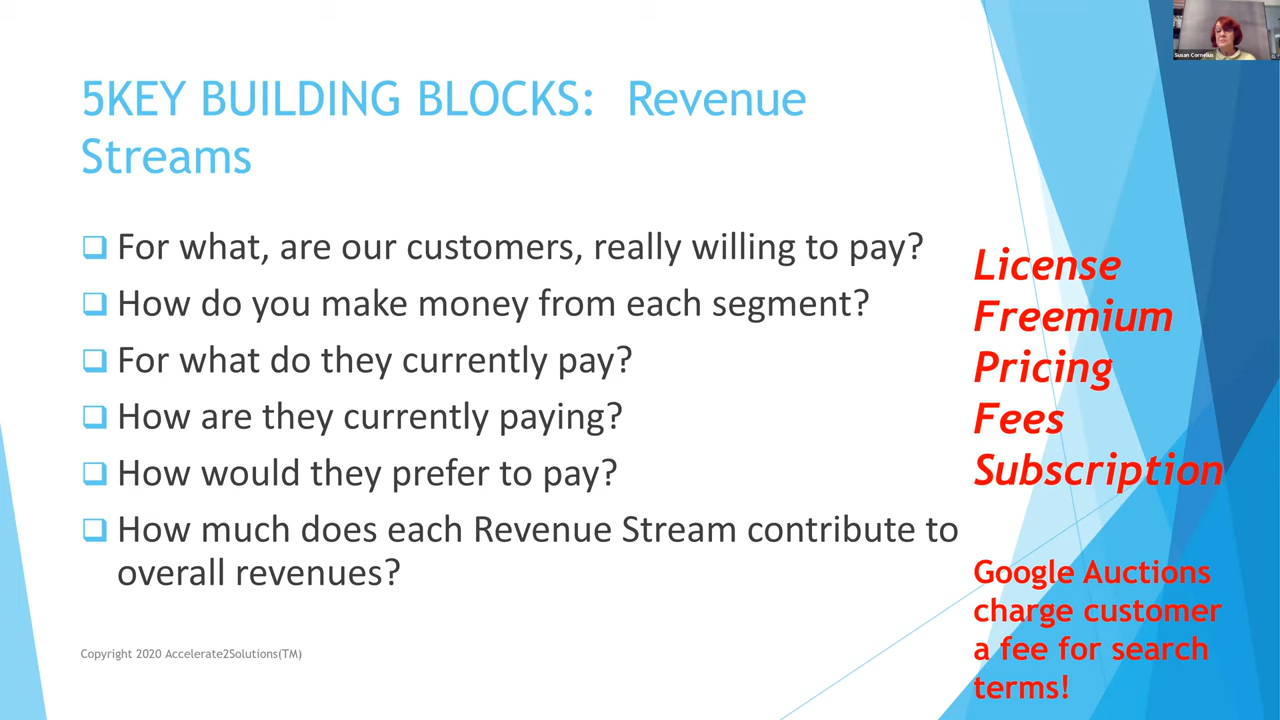 5KEY BUILDING BLOCKS: Revenue
Streams
For what, are our customers, really willing to pay?
How do you make money from each segment?
For what do they currently pay?
How are they currently paying?
How would they prefer to pay?
How much does each Revenue Stream contribute to
overall revenues?
License
Freemium
Pricing
Fees
Subscription
Google Auctions
charge customer
a fee for search
terms!
Copyright 2020 Accelerate2Solutions(TM)
Susan Cornelius